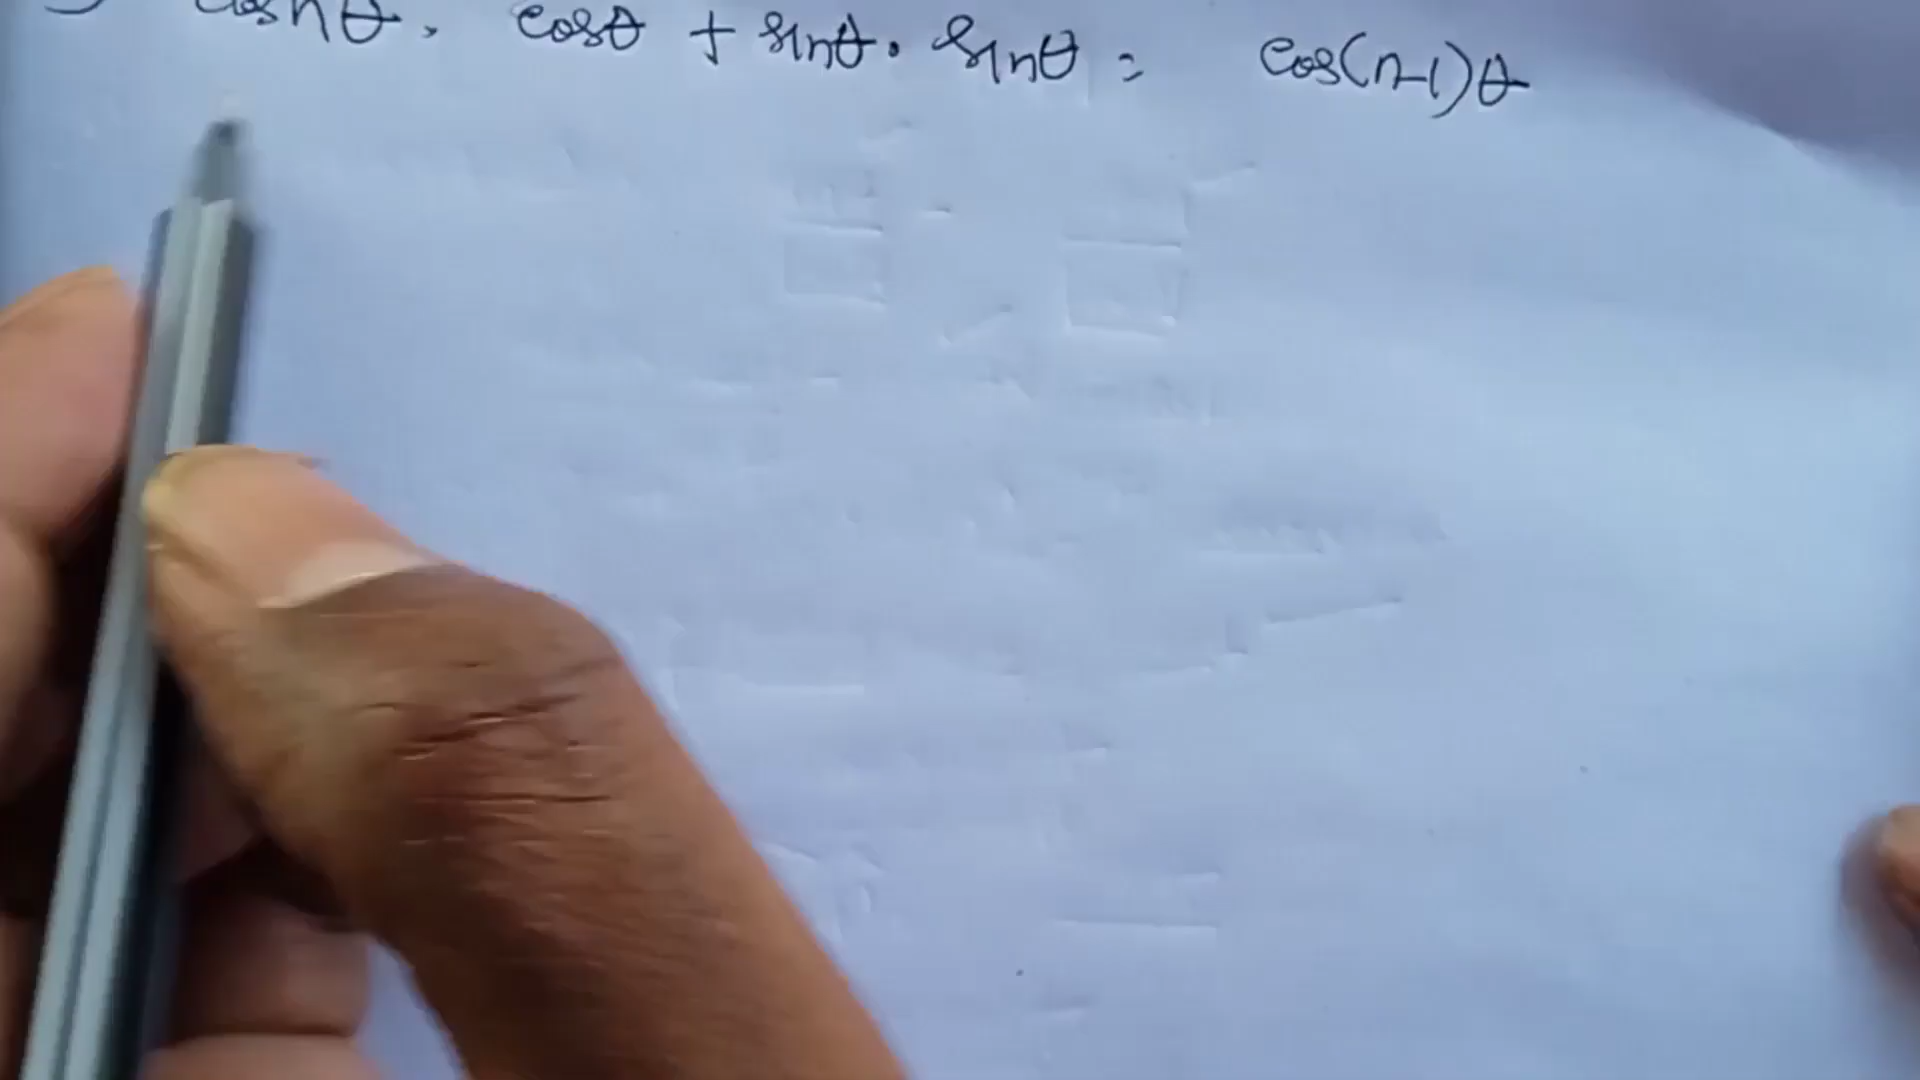 cosnθ. cosθ + sinθ. sinθ = cos(n-1)θ